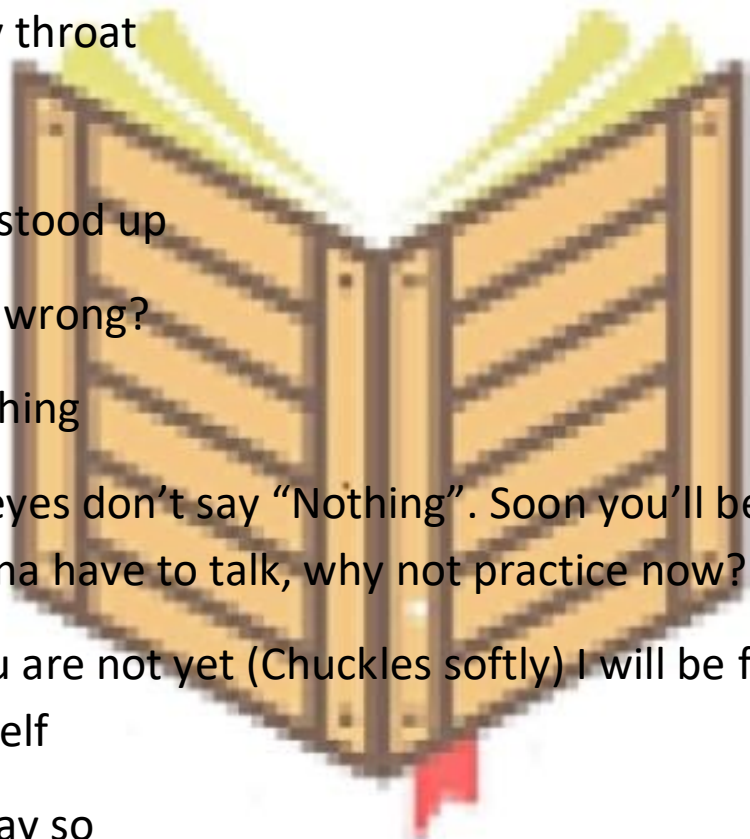 throat
stood up
wrong?
hing
eyes don’t say “Nothing”. Soon you’ll be
na have to talk, why not practice now?
u are not yet (Chuckles softly) I will be f
elf
ay so